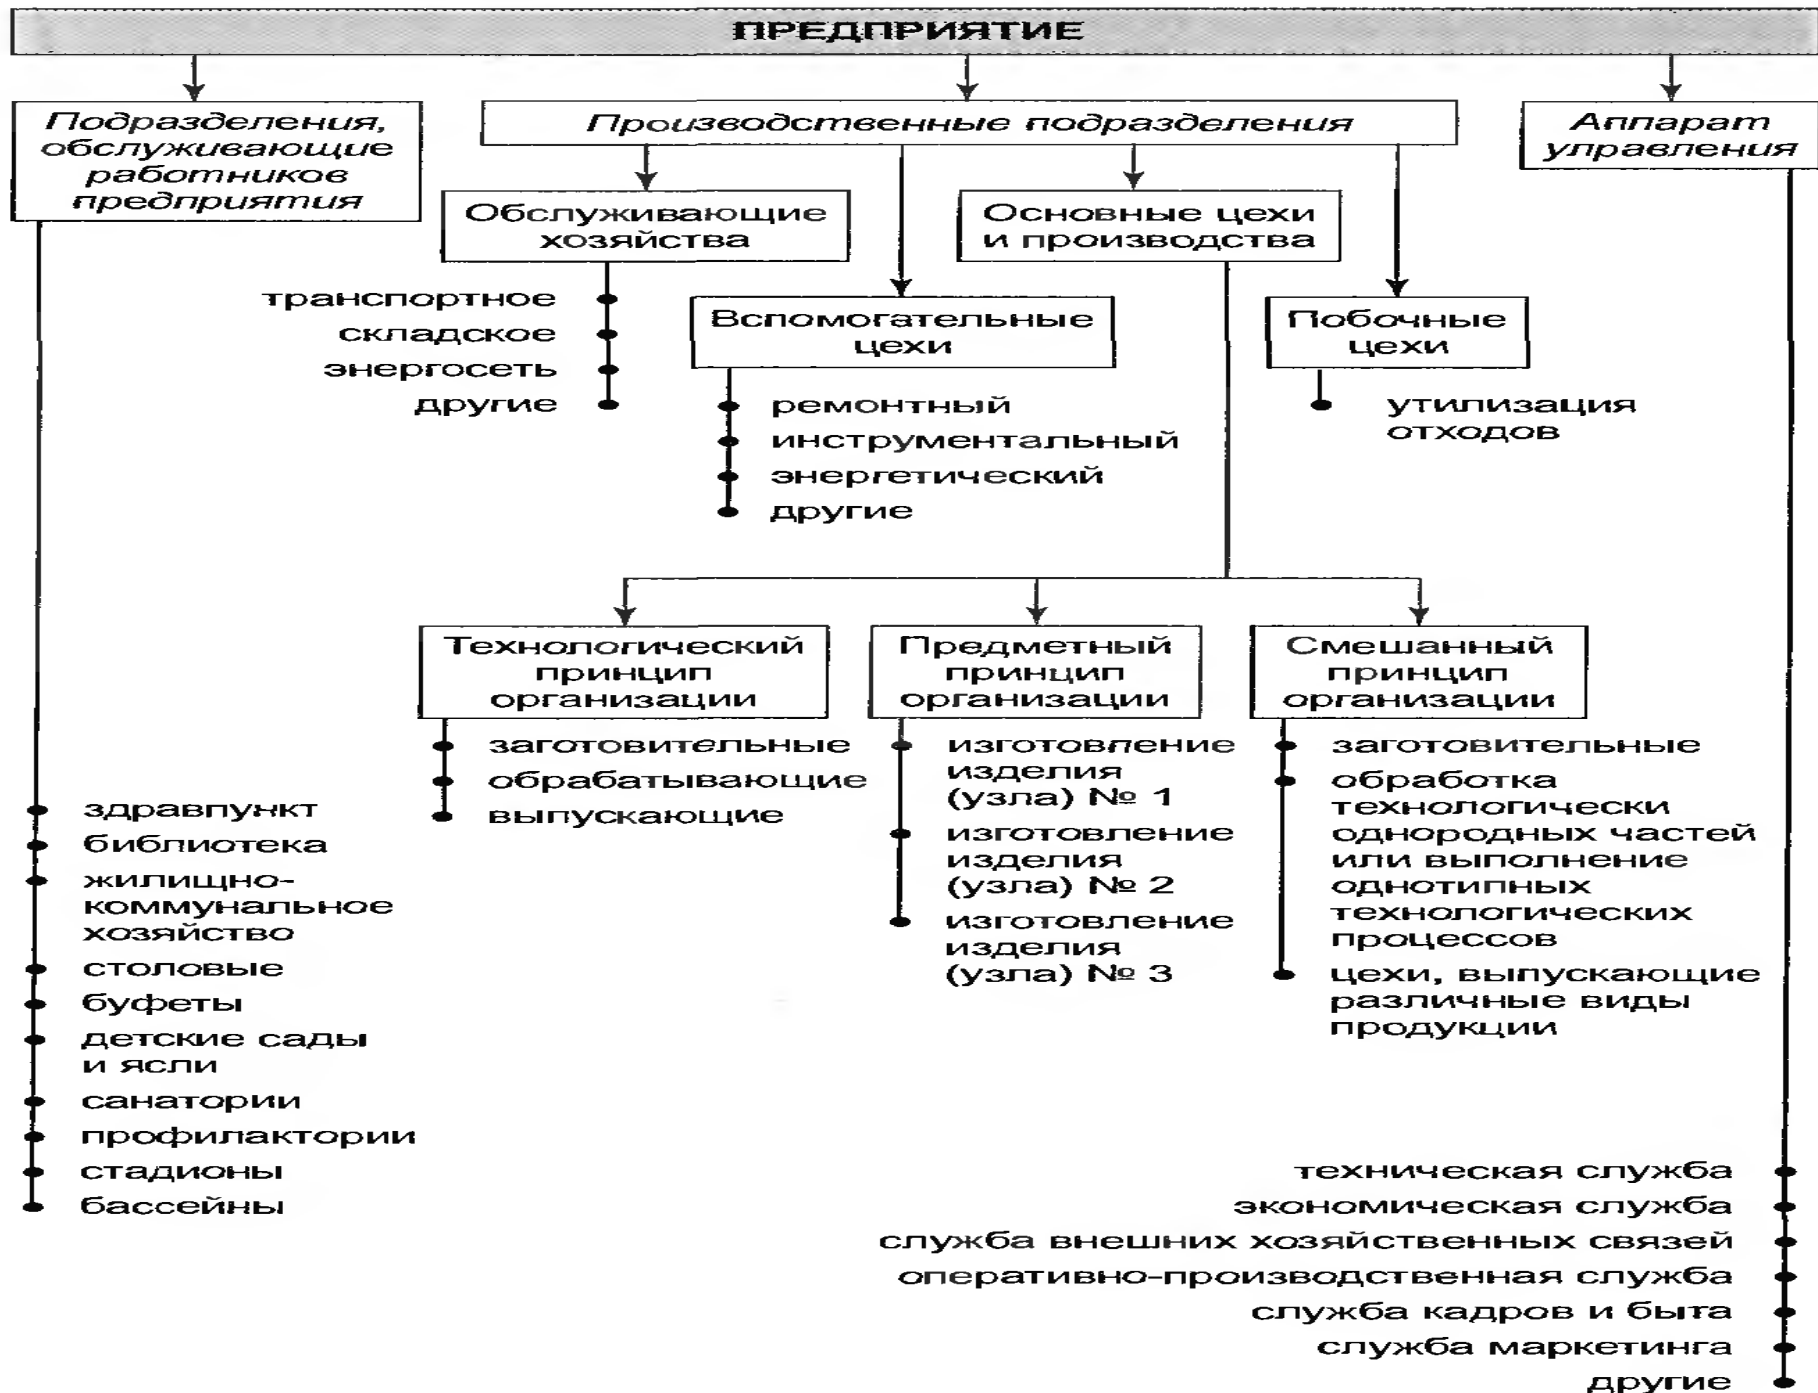 ПРЕДПРИЯТИЕ
Подразделения,
обслуживающие
работников
предприятия
Производственные подразделения
Аппарат
управления
Обслуживающие
хозяйства
Основные цехи
и производства
транспортное
складское
энергосеть
другие
Вспомогательные
цехи
Побочные
цехи
ремонтный
инструментальный
энергетический
другие
утилизация
отходов
Технологический
принцип
организации
Предметный
принцип
организации
Смешанный
принцип
организации
заготовительные
обрабатывающие
выпускающие
изготовление
изделия
(узла) № 1
изготовление
изделия
(узла) № 2
изготовление
изделия
(узла) № 3
заготовительные
обработка
технологически
однородных частей
или выполнение
однотипных
технологических
процессов
цехи, выпускающие
различные виды
продукции
здравпункт
библиотека
жилищно-
коммунальное
хозяйство
столовые
буфеты
детские сады
и ясли
санатории
профилактории
стадионы
бассейны
техническая служба
экономическая служба
служба внешних хозяйственных связей
оперативно-производственная служба
служба кадров и быта
служба маркетинга
другие